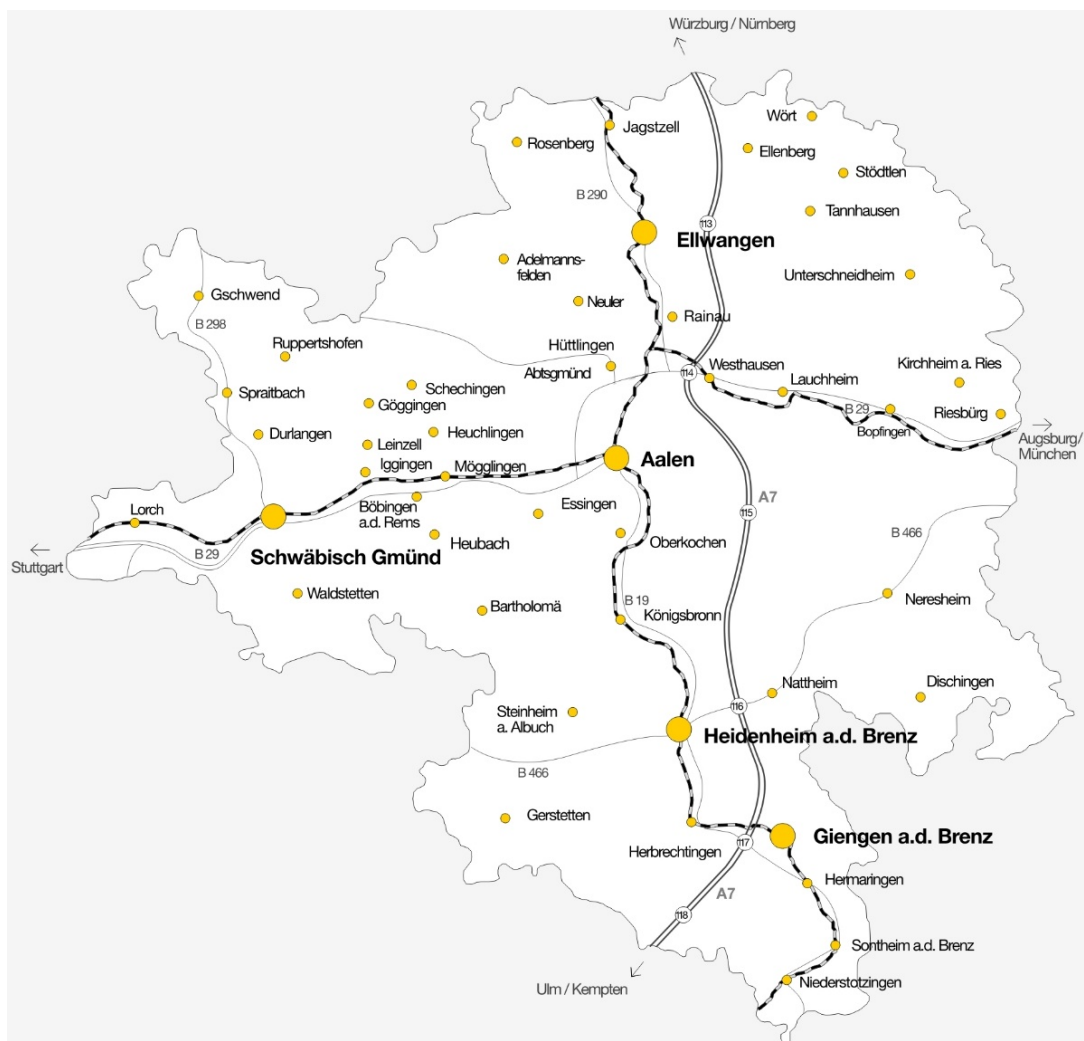 Würzburg / Nürnberg
Wört
Jagstzell
Rosenberg
Ellenberg
Stödtlen
B 290
Tannhausen
113
Ellwangen
Adelmanns-
felden
Unterschneidheim
Gschwend
Neuler
Rainau
B 298
Ruppertshofen
Hüttlingen
Abtsgmünd
114
Westhausen
Kirchheim a. Ries
Schechingen
Lauchheim
Spraitbach
Göggingen
B 29
Riesbürg
Durlangen
Heuchlingen
Bopfingen
Augsburg/
München
Leinzell
Aalen
Iggingen
Mögglingen
A7
Lorch
Böbingen
a.d. Rems
Essingen
115
B 29
Schwäbisch Gmünd
Heubach
Oberkochen
B 466
Stuttgart
Waldstetten
Bartholomä
B 19
Königsbronn
Neresheim
Nattheim
Dischingen
Steinheim
a. Albuch
116
Heidenheim a.d. Brenz
B 466
Gerstetten
Giengen a.d. Brenz
Herbrechtingen
117
Hermaringen
A7
118
Sontheim a.d. Brenz
Niederstotzingen
Ulm / Kempten